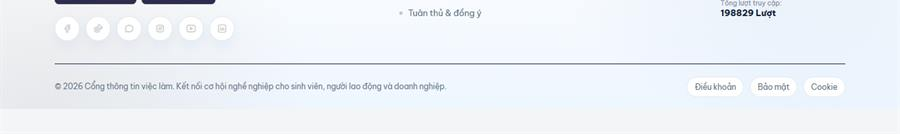 Tổng lượt truy cập:
Tuân thủ & đồng ý
198829 Lượt
© 2026 Cổng thông tin việc làm. Kết nối cơ hội nghề nghiệp cho sinh viên, người lao động và doanh nghiệp.
Điều khoản
Bảo mật
Cookie